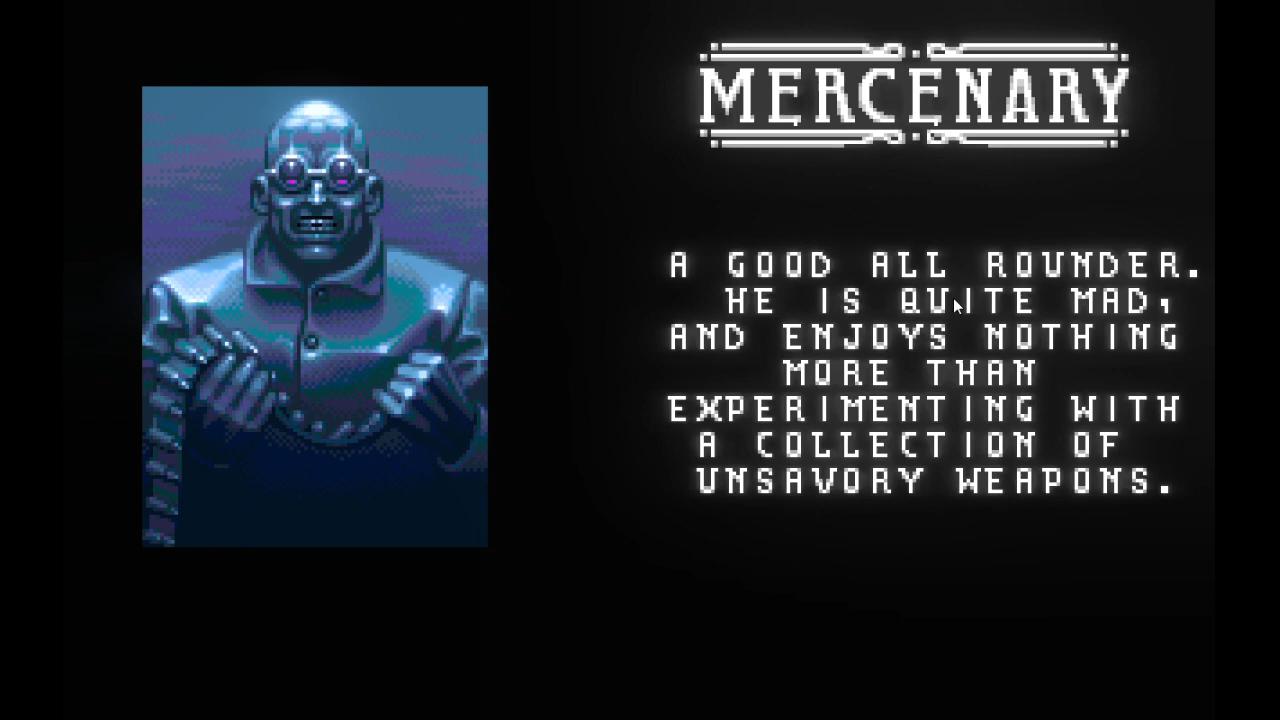 MERCENARY
A GOOD ALL ROUNDER.
HE IS QUITE MAD,
AND ENJOYS NOTHING
MORE THAN
EXPERIMENTING WITH
A COLLECTION OF
UNSAVORY WEAPONS.